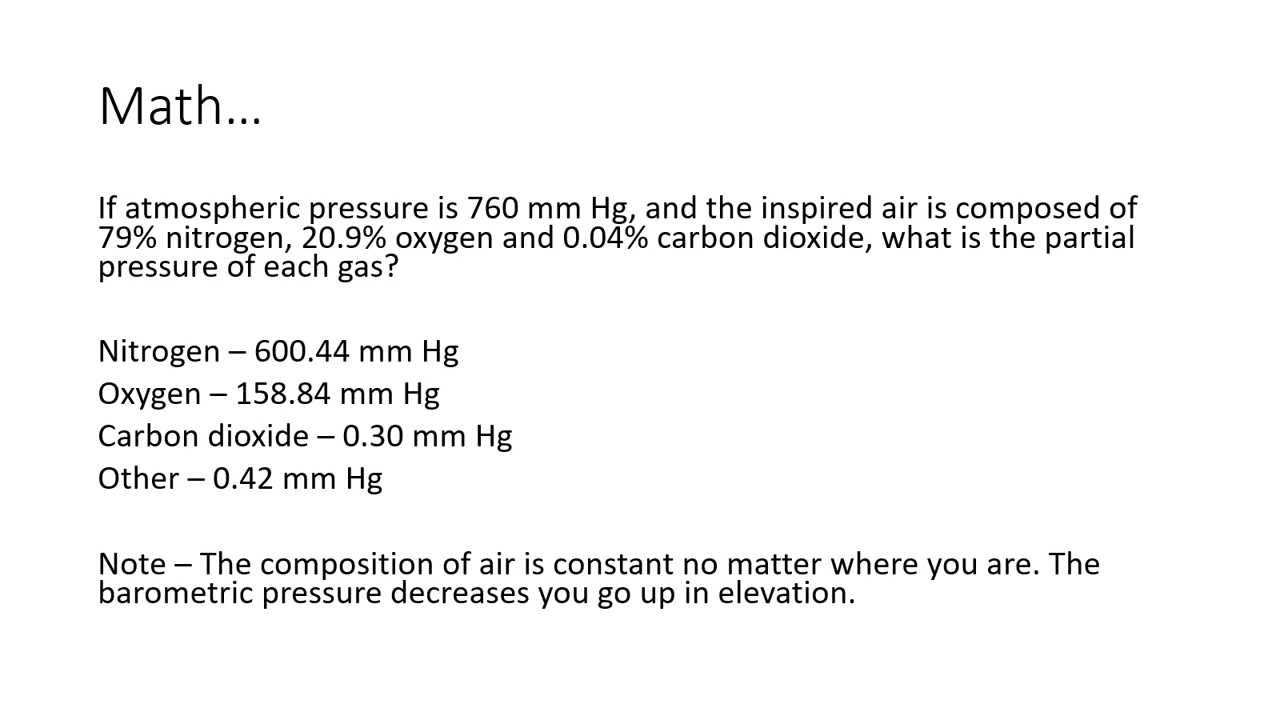 Math…
If atmospheric pressure is 760 mm Hg, and the inspired air is composed of
79% nitrogen, 20.9% oxygen and 0.04% carbon dioxide, what is the partial
pressure of each gas?
Nitrogen – 600.44 mm Hg
Oxygen – 158.84 mm Hg
Carbon dioxide – 0.30 mm Hg
Other – 0.42 mm Hg
Note – The composition of air is constant no matter where you are. The
barometric pressure decreases you go up in elevation.